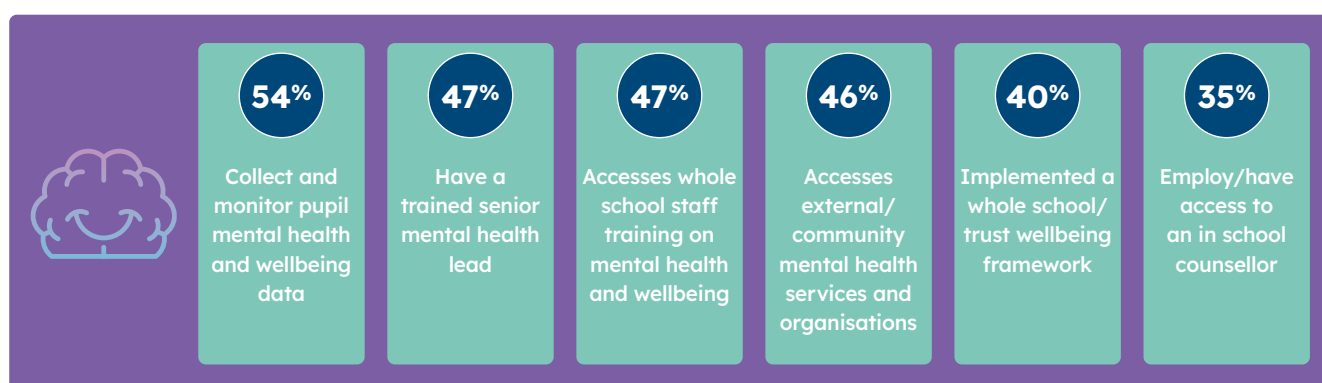 54%
Collect and
monitor pupil
mental health
and wellbeing
data
47%
Have a
trained senior
mental health
lead
47%
Accesses whole
school staff
training on
mental health
and wellbeing
46%
Accesses
external/
community
mental health
services and
organisations
40%
Implemented a
whole school/
trust wellbeing
framework
35%
Employ/have
access to
an in school
counsellor